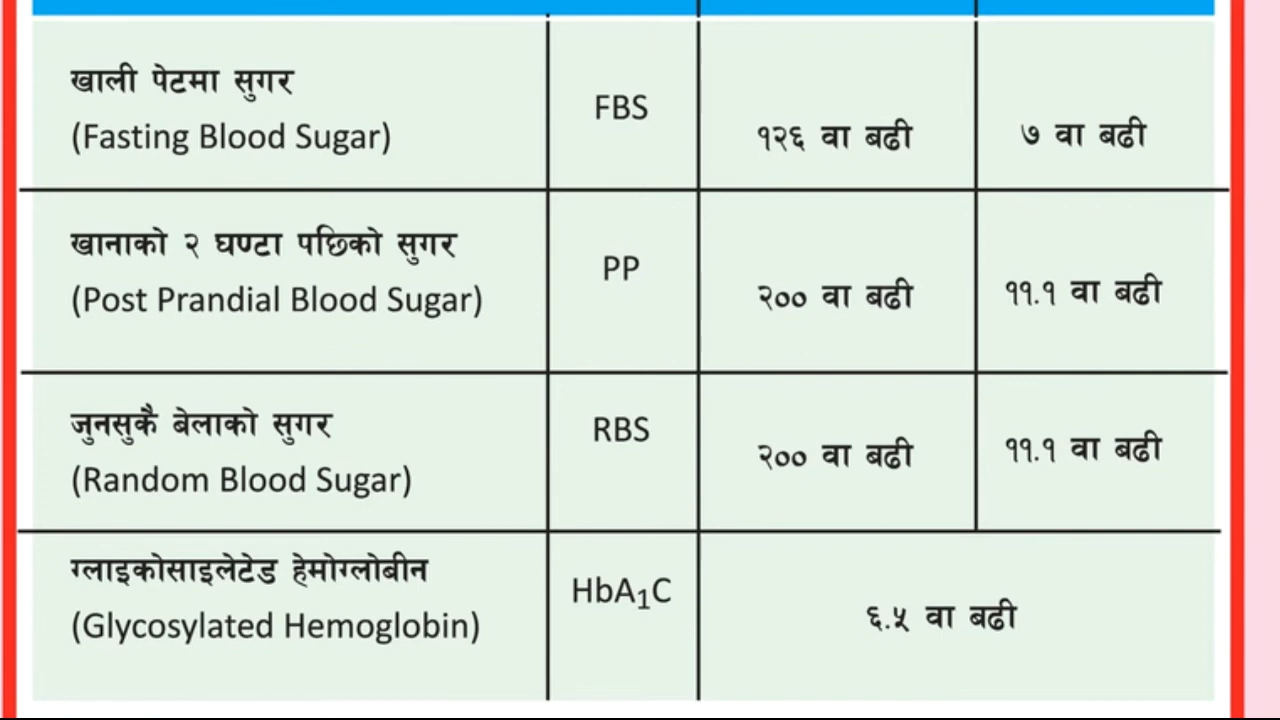 खाली पेटमा सुगर
(Fasting Blood Sugar)
FBS
१२६ वा बढी
७ वा बढी
खानाको २ घण्टा पछिको सुगर
(Post Prandial Blood Sugar)
PP
२०० वा बढी
११.१ वा बढी
जुनसुकै बेलाको सुगर
(Random Blood Sugar)
RBS
२०० वा बढी
११.१ वा बढी
ग्लाइकोसाइलेटेड हेमोग्लोबीन
(Glycosylated Hemoglobin)
HbA₁C
६.५ वा बढी